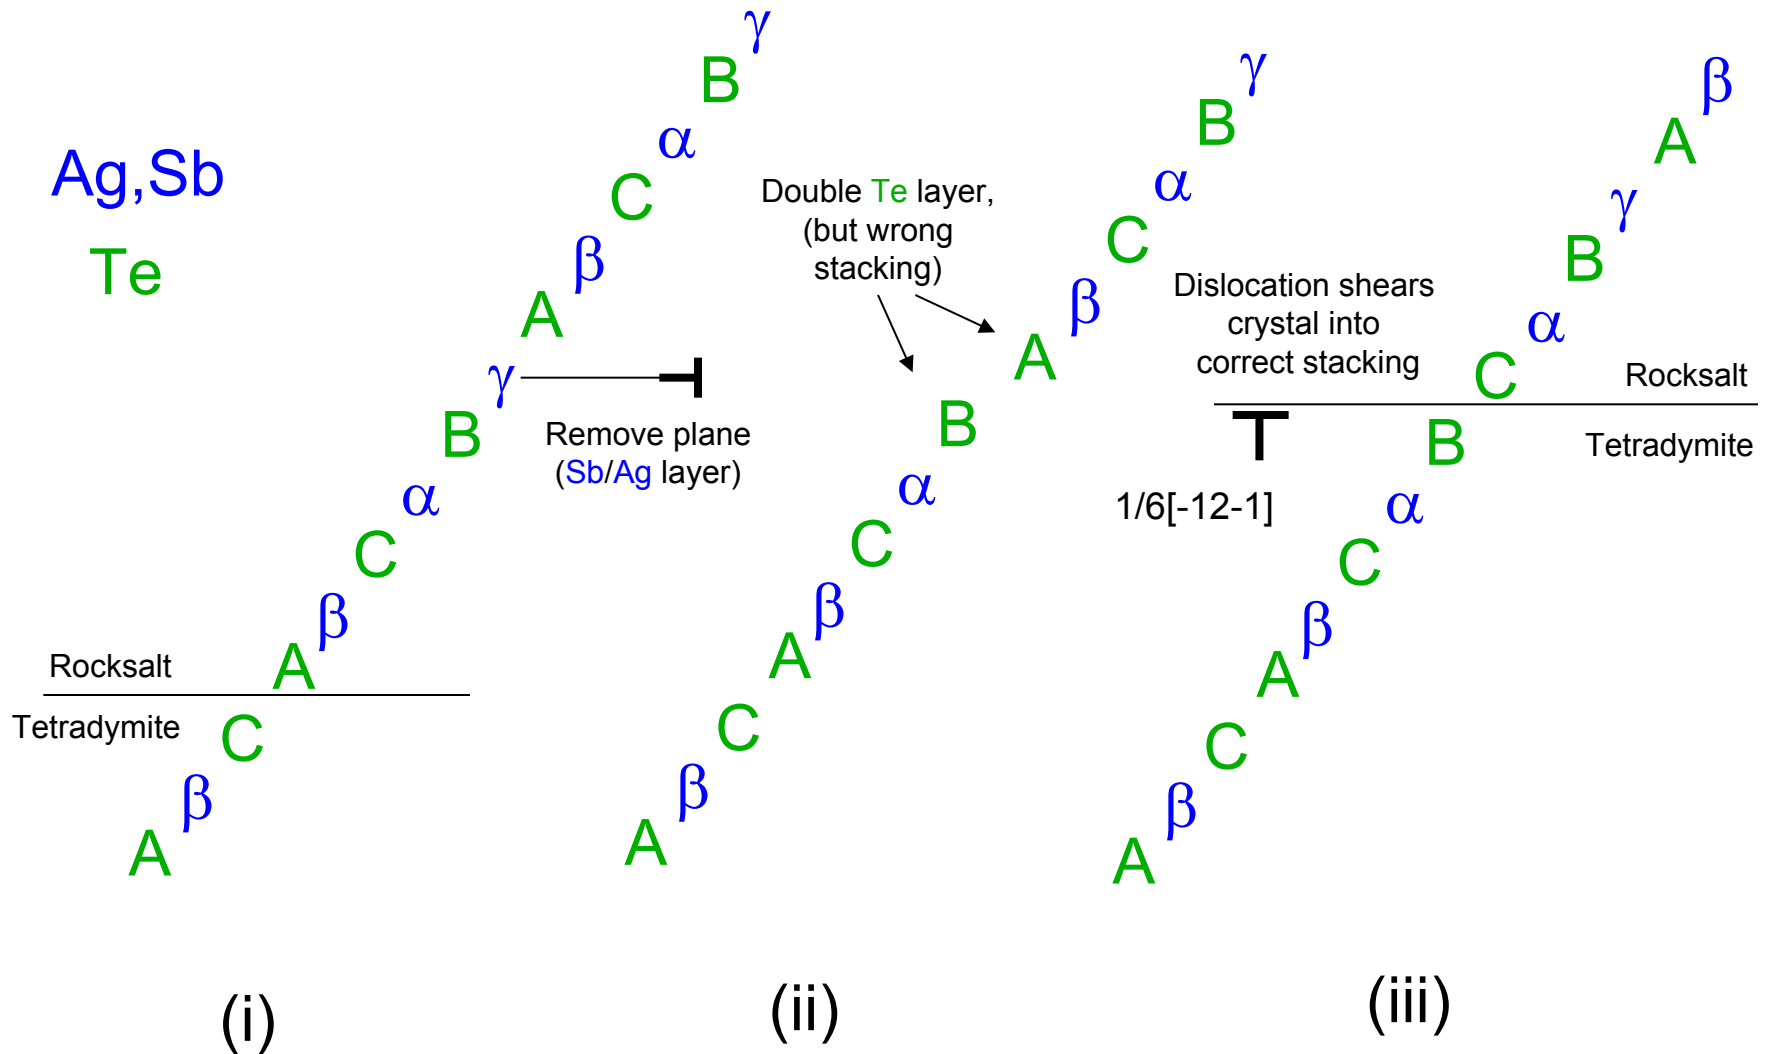 Ag,Sb
Te
γ
B
α
C
β
A
γ
B
α
C
β
A
C
β
A
Remove plane
(Sb/Ag layer)
Rocksalt
Tetradymite
(i)
Double Te layer,
(but wrong
stacking)
γ
B
α
C
β
A
B
α
C
β
A
C
β
A
(ii)
Dislocation shears
crystal into
correct stacking
1/6[-12-1]
β
A
γ
B
α
C
B
α
C
β
A
C
β
A
Rocksalt
Tetradymite
(iii)